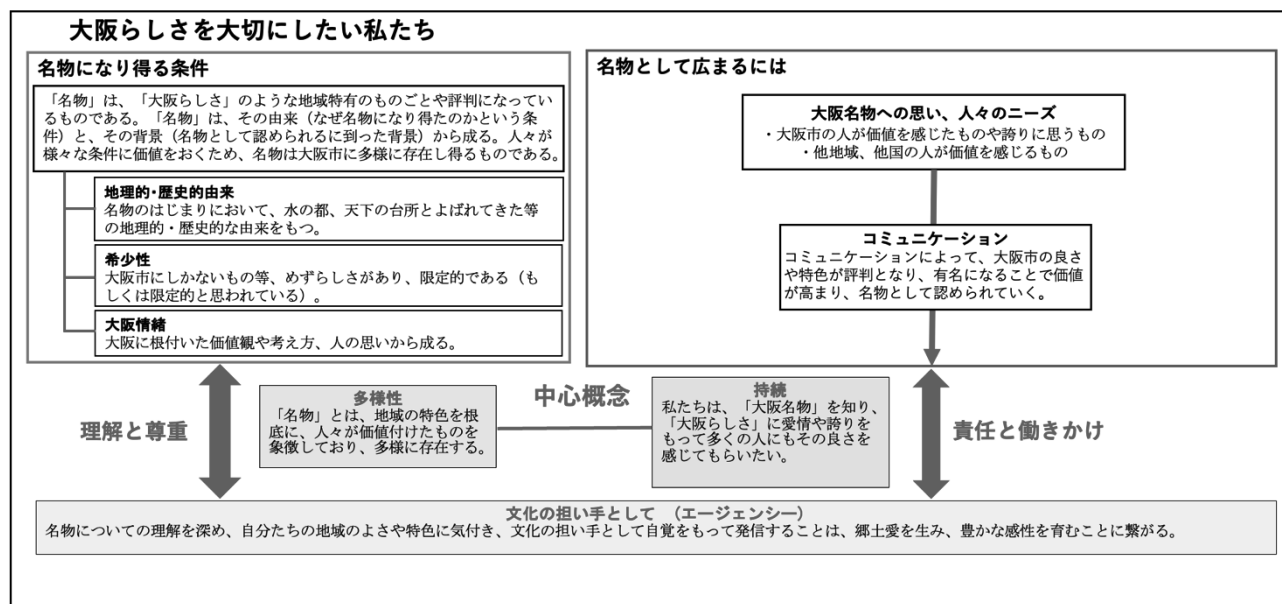 大阪らしさを大切にしたい私たち
名物になり得る条件
「名物」は、「大阪らしさ」のような地域特有のものごとや評判になってい
るものである。「名物」は、その由来（なぜ名物になり得たのかという条
件）と、その背景（名物として認められるに到った背景）から成る。人々が
様々な条件に価値をおくため、名物は大阪市に多様に存在し得るものである。
地理的・歴史的由来
名物のはじまりにおいて、水の都、天下の台所とよばれてきた等
の地理的・歴史的な由来をもつ。
希少性
大阪市にしかないもの等、めずらしさがあり、限定的である（も
しくは限定的と思われている）。
大阪情緒
大阪に根付いた価値観や考え方、人の思いから成る。
名物として広まるには
大阪名物への思い、人々のニーズ
・大阪市の人が価値を感じたものや誇りに思うもの
・他地域、他国の人が価値を感じるもの
コミュニケーション
コミュニケーションによって、大阪市の良さ
や特色が評判となり、有名になることで価値
が高まり、名物として認められていく。
理解と尊重
多様性
「名物」とは、地域の特色を根
底に、人々が価値付けたものを
象徴しており、多様に存在する。
中心概念
持続
私たちは、「大阪名物」を知り、
「大阪らしさ」に愛情や誇りを
もって多くの人にもその良さを
感じてもらいたい。
責任と働きかけ
文化の担い手として （エージェンシー）
名物についての理解を深め、自分たちの地域のよさや特色に気付き、文化の担い手として自覚をもって発信することは、郷土愛を生み、豊かな感性を育むことに繋がる。